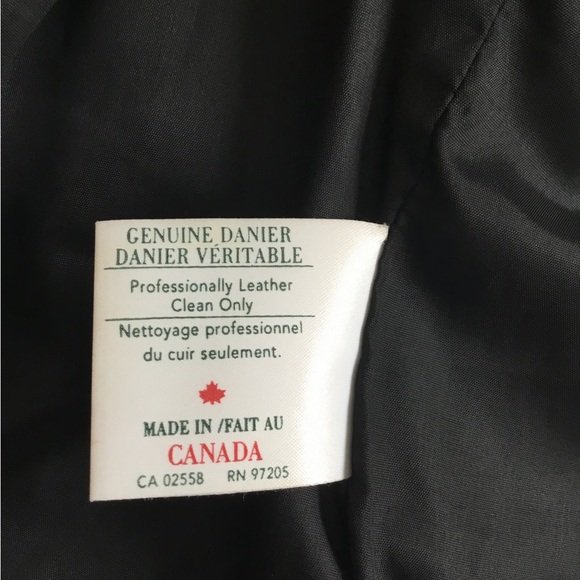 GENUINE DANIER
DANIER VÉRITABLE
Professionally Leather
Clean Only
Nettoyage professionnel
du cuir seulement.
MADE IN /FAIT AU
CANADA
CA 02558 RN 97205